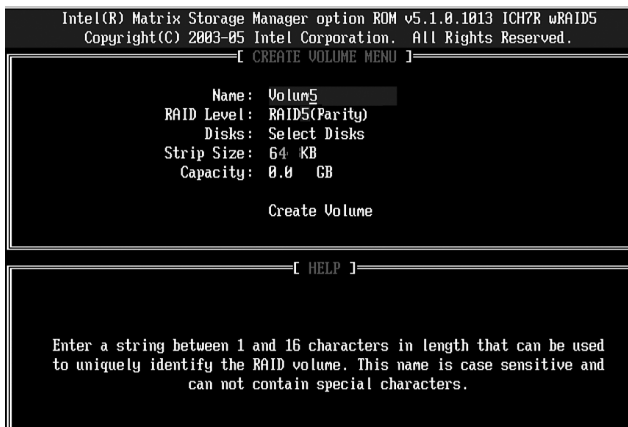 Intel(R) Matrix Storage Manager option ROM v5.1.0.1013 ICH7R wRAID5
Copyright(C) 2003-05 Intel Corporation. All Rights Reserved.
[ CREATE VOLUME MENU ]
Name: Volum5
RAID Level: RAID5(Parity)
Disks: Select Disks
Strip Size: 64 KB
Capacity: 0.0 GB
Create Volume
[ HELP ]
Enter a string between 1 and 16 characters in length that can be used
to uniquely identify the RAID volume. This name is case sensitive and
can not contain special characters.